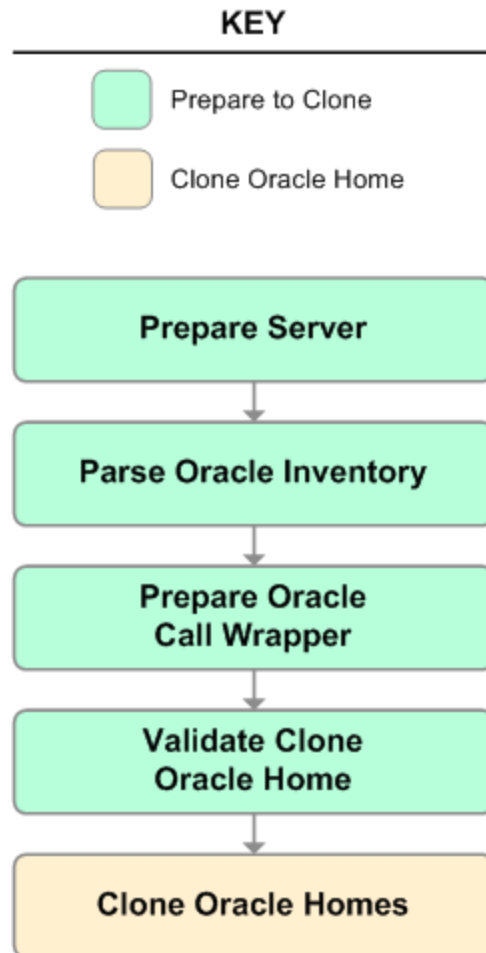 KEY
Prepare to Clone
Clone Oracle Home
Prepare Server
Parse Oracle Inventory
Prepare Oracle
Call Wrapper
Validate Clone
Oracle Home
Clone Oracle Homes